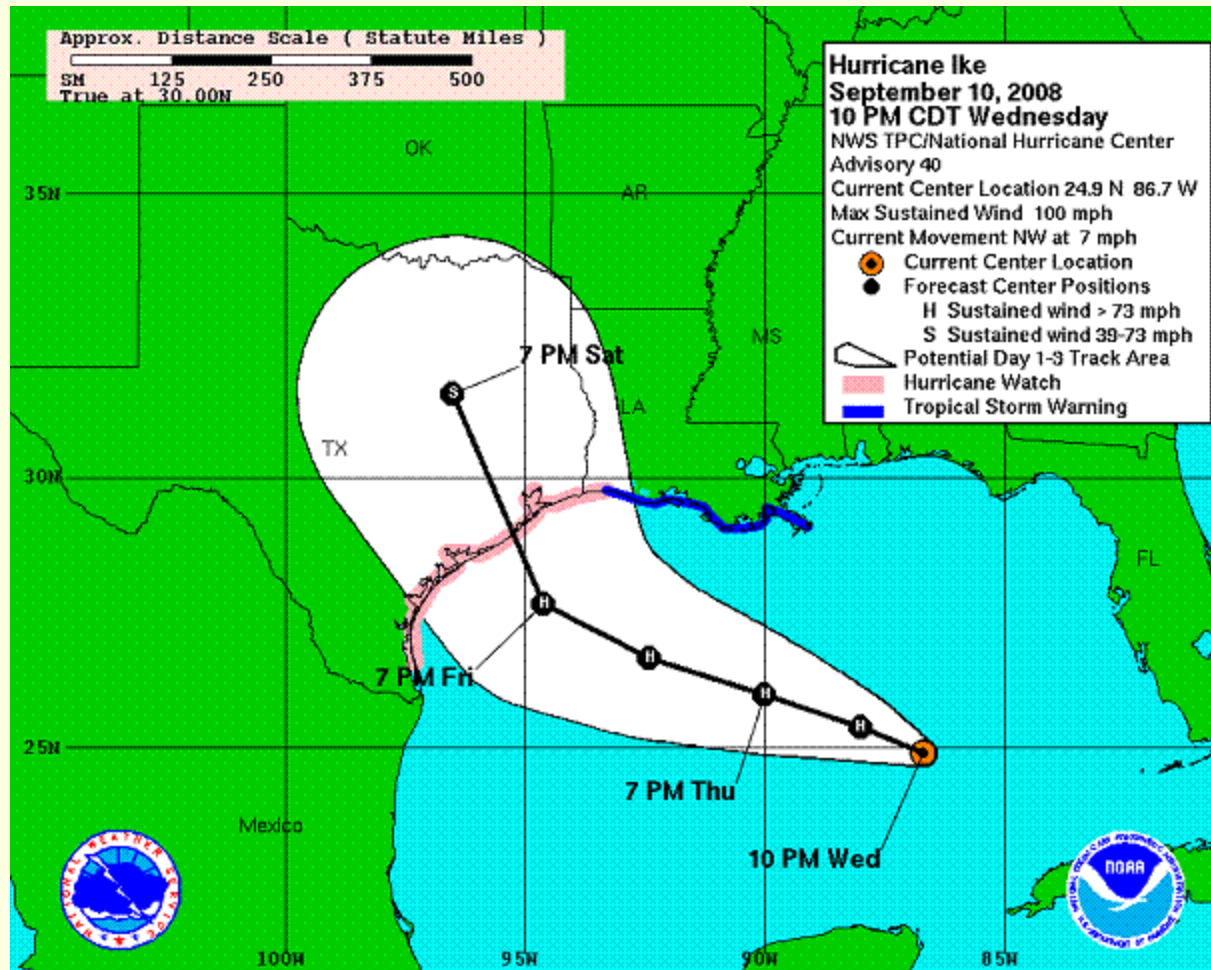 Approx. Distance Scale ( Statute Miles )
SM 125 250 375 500
True at 30.00N
Hurricane Ike
September 10, 2008
10 PM CDT Wednesday
NWS TPC/National Hurricane Center
Advisory 40
Current Center Location 24.9 N 86.7 W
Max Sustained Wind 100 mph
Current Movement NW at 7 mph
Current Center Location
Forecast Center Positions
H Sustained wind > 73 mph
S Sustained wind 39-73 mph
Potential Day 1-3 Track Area
Hurricane Watch
Tropical Storm Warning
OK
AR
35N
MS
7 PM Sat
S
LA
TX
30N
FL
H
7 PM Fri
H
H
H
25N
7 PM Thu
Mexico
10 PM Wed
NATIONAL WEATHER SERVICE
NOAA
100W 95W 90W 85W